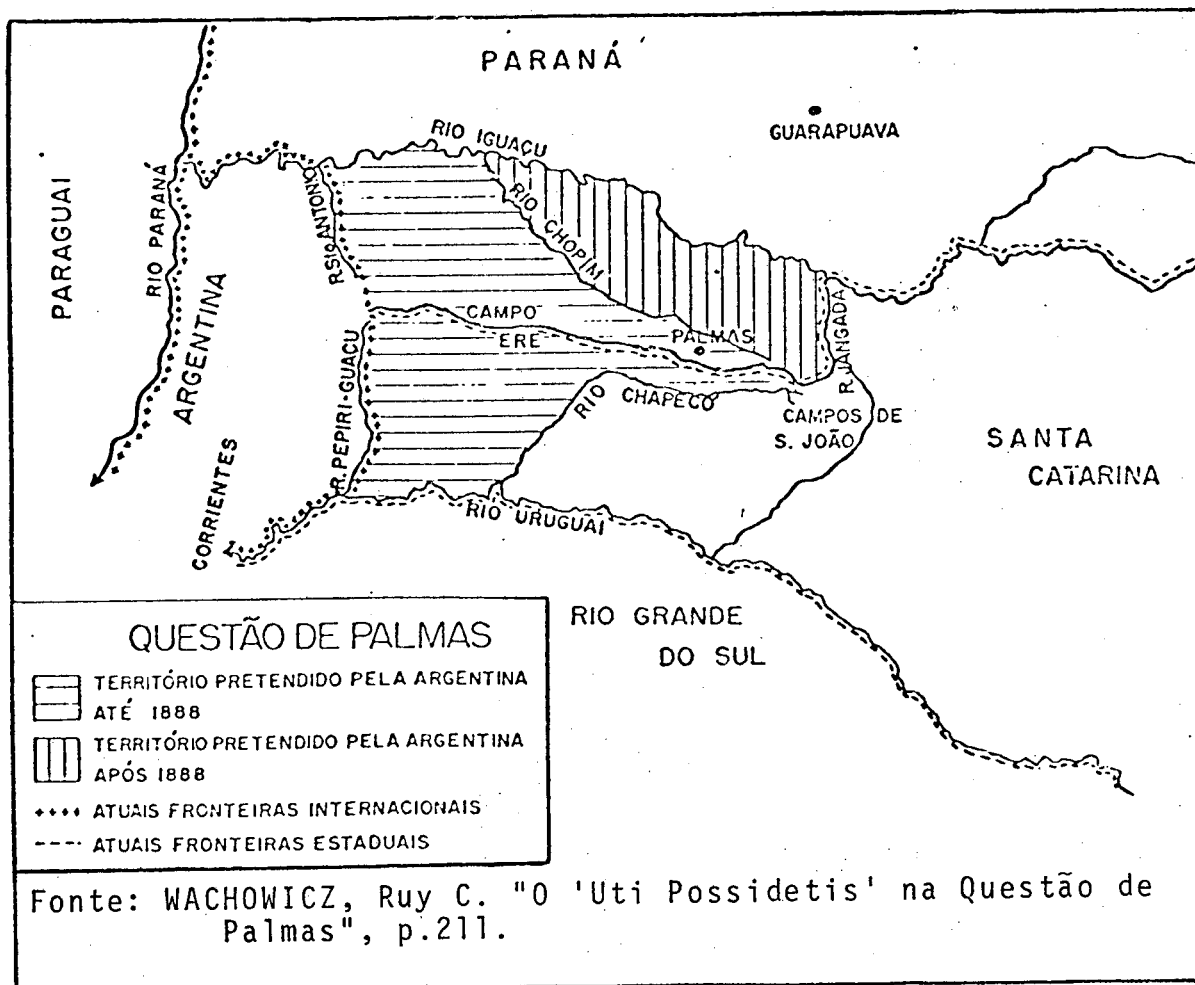 PARANÁ
GUARAPUAVA
RIO IGUAÇU
PARAGUAI
RIO PARANÁ
ARGENTINA
R. STO ANTONIO
RIO CHOPIM
CAMPO
ERE
PALMAS
R. JANGADA
R. PEPIRI-GUAÇU
RIO CHAPECO
CAMPOS DE
S. JOÃO
SANTA
CATARINA
CORRIENTES
RIO URUGUAI
RIO GRANDE
DO SUL
QUESTÃO DE PALMAS
TERRITÓRIO PRETENDIDO PELA ARGENTINA
ATÉ 1888
TERRITÓRIO PRETENDIDO PELA ARGENTINA
APÓS 1888
ATUAIS FRONTEIRAS INTERNACIONAIS
ATUAIS FRONTEIRAS ESTADUAIS
Fonte: WACHOWICZ, Ruy C. "O 'Uti Possidetis' na Questão de
Palmas", p.211.